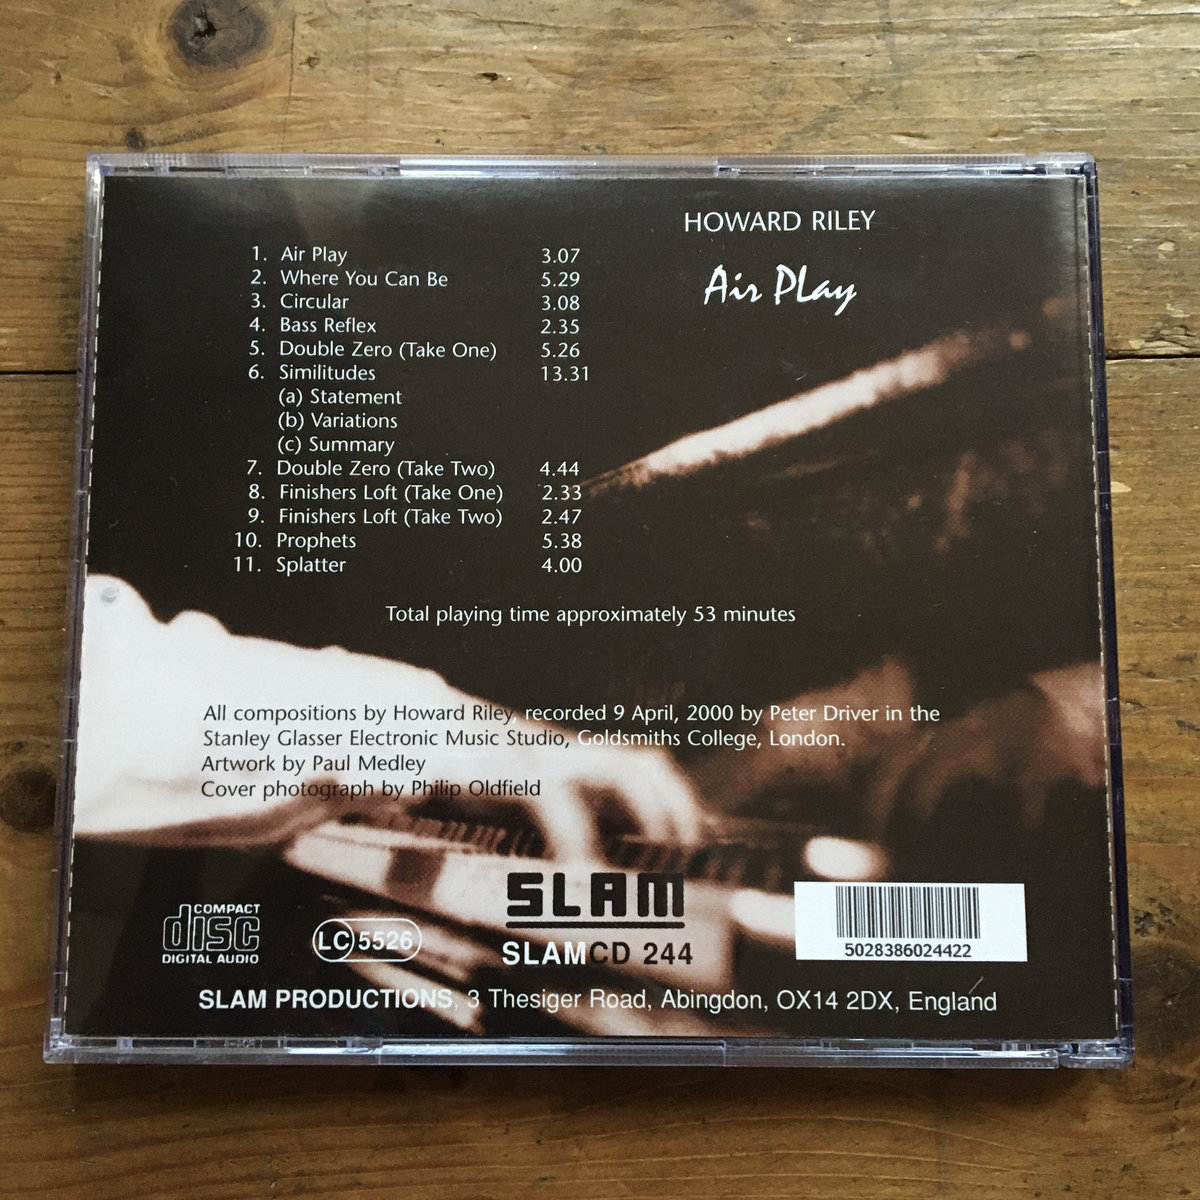 HOWARD RILEY
Air Play
1. Air Play 3.07
2. Where You Can Be 5.29
3. Circular 3.08
4. Bass Reflex 2.35
5. Double Zero (Take One) 5.26
6. Similitudes 13.31
(a) Statement
(b) Variations
(c) Summary
7. Double Zero (Take Two) 4.44
8. Finishers Loft (Take One) 2.33
9. Finishers Loft (Take Two) 2.47
10. Prophets 5.38
11. Splatter 4.00
Total playing time approximately 53 minutes
All compositions by Howard Riley, recorded 9 April, 2000 by Peter Driver in the
Stanley Glasser Electronic Music Studio, Goldsmiths College, London.
Artwork by Paul Medley
Cover photograph by Philip Oldfield
COMPACT
disc
DIGITAL AUDIO
LC 5526
SLAM
SLAMCD 244
5028386024422
SLAM PRODUCTIONS, 3 Thesiger Road, Abingdon, OX14 2DX, England